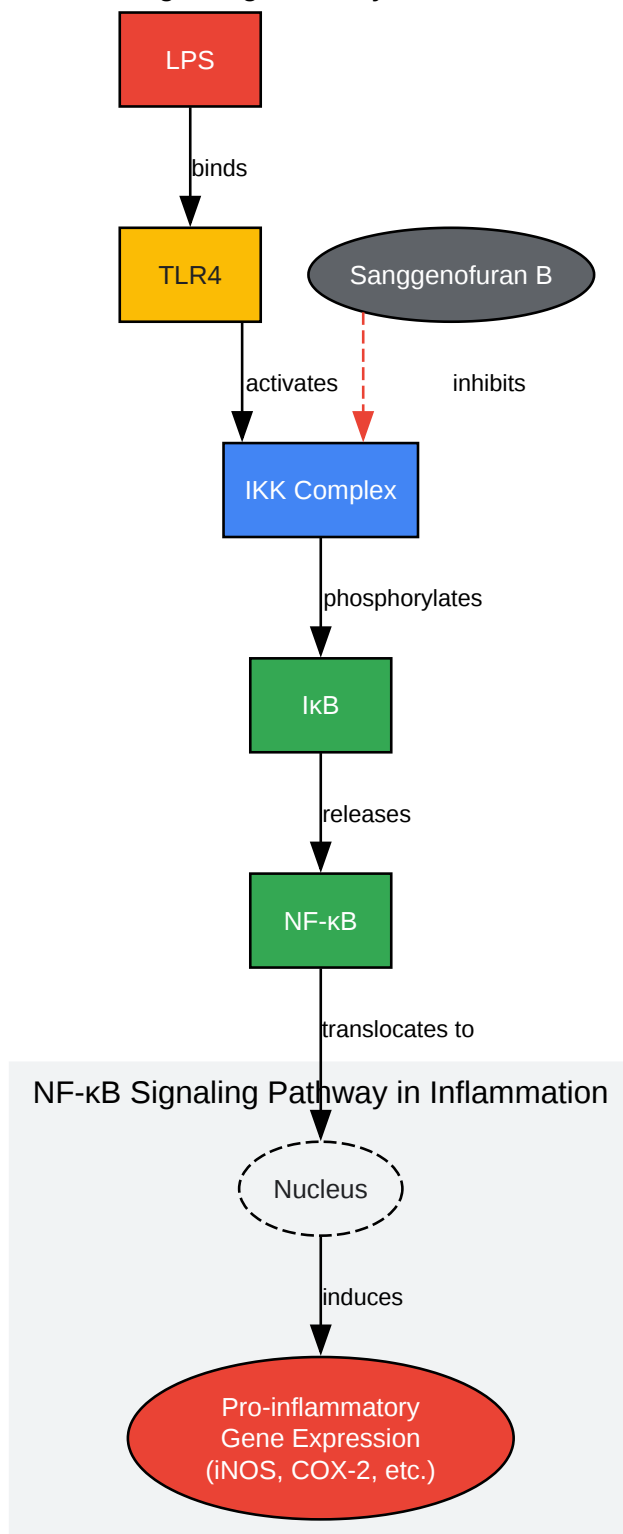 LPS
binds
TLR4
Sanggenofuran B
activates
inhibits
IKK Complex
phosphorylates
IκB
releases
NF-κB
translocates to
NF-κB Signaling Pathway in Inflammation
Nucleus
induces
Pro-inflammatory
Gene Expression
(iNOS, COX-2, etc.)